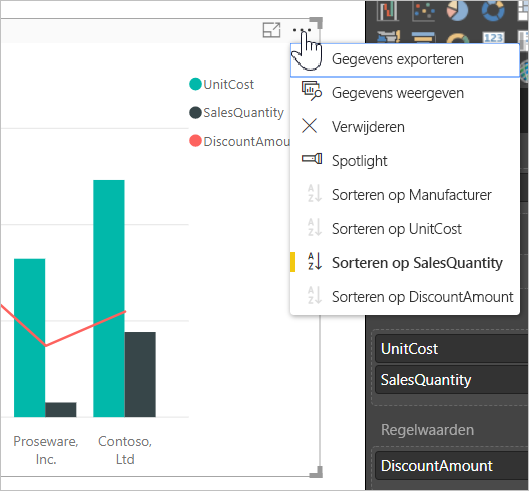 UnitCost
SalesQuantity
DiscountAmou
Gegevens exporteren
Gegevens weergeven
Verwijderen
Spotlight
Sorteren op Manufacturer
Sorteren op UnitCost
Sorteren op SalesQuantity
Sorteren op DiscountAmount
Proseware,
Inc.
Contoso,
Ltd
123
UnitCost
SalesQuantity
Regelwaarden
DiscountAmount